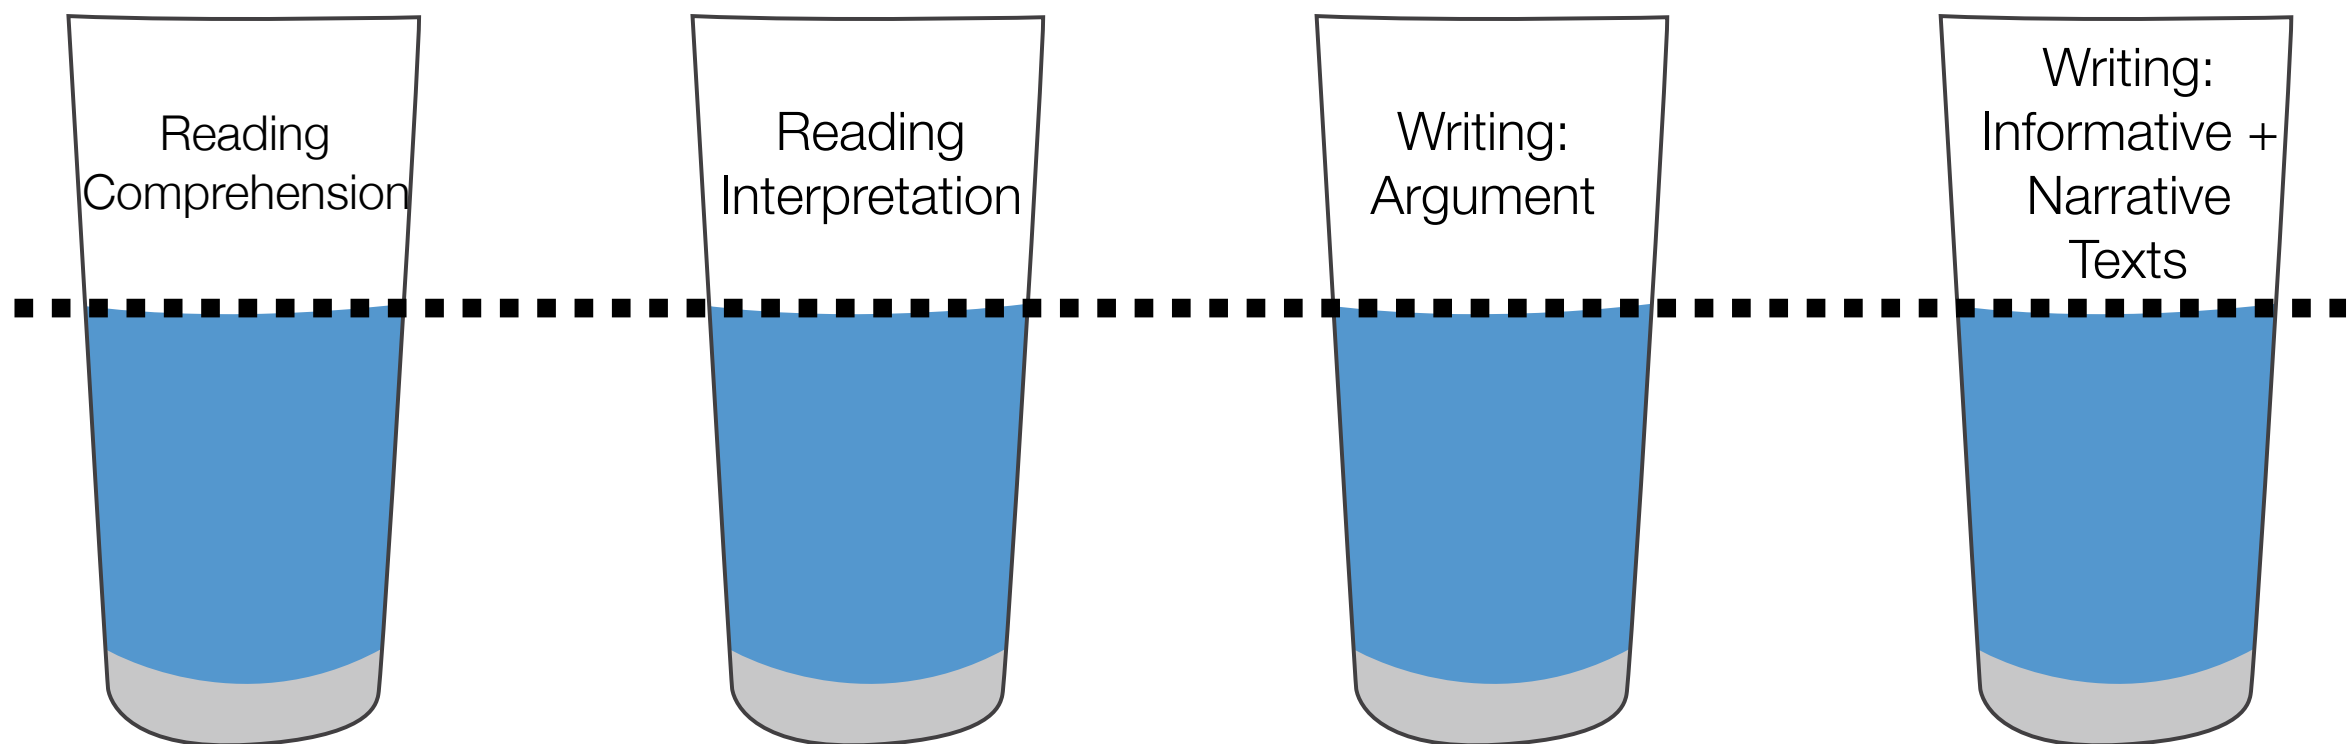 Reading
Comprehension
Reading
Interpretation
Writing:
Argument
Writing:
Informative +
Narrative
Texts